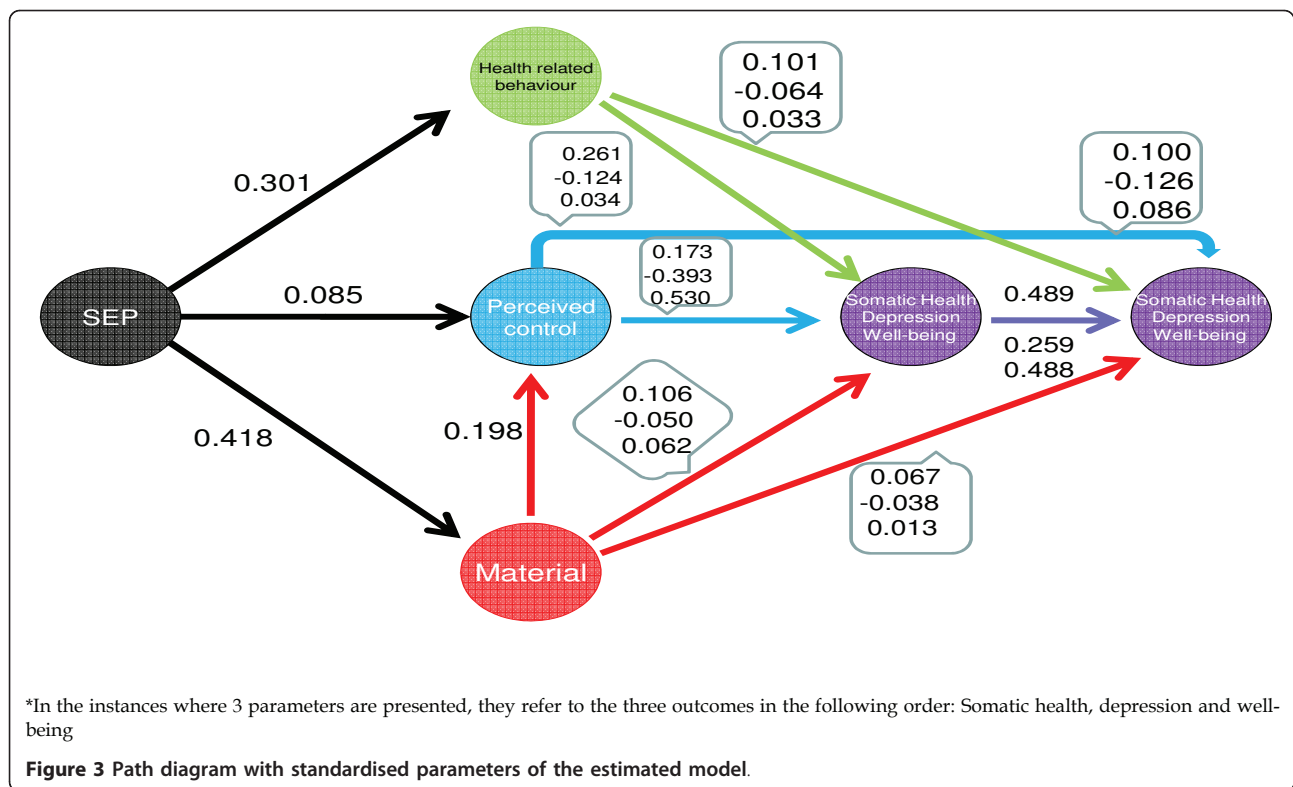 Health related
behaviour
0.101
-0.064
0.033
0.261
-0.124
0.034
0.100
-0.126
0.086
0.301
0.173
-0.393
0.530
SEP
0.085
Perceived
control
Somatic Health
Depression
Well-being
0.489
0.259
0.488
Somatic Health
Depression
Well-being
0.418
0.198
0.106
-0.050
0.062
0.067
-0.038
0.013
Material
*In the instances where 3 parameters are presented, they refer to the three outcomes in the following order: Somatic health, depression and well-
being
Figure 3 Path diagram with standardised parameters of the estimated model.